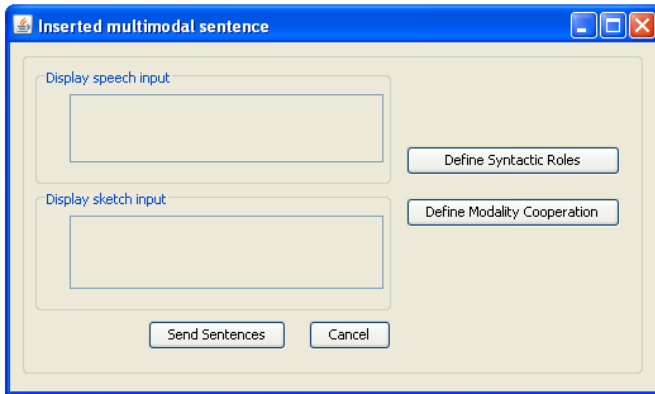 Inserted multimodal sentence
Display speech input
Define Syntactic Roles
Display sketch input
Define Modality Cooperation
Send Sentences
Cancel